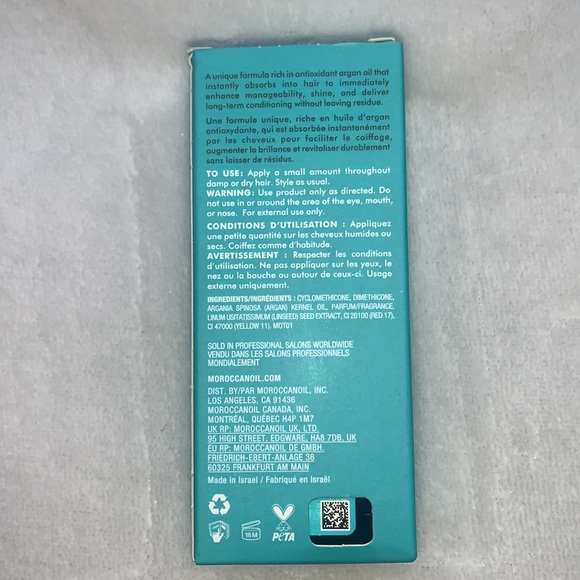 A unique formula rich in antioxidant argan oil that
instantly absorbs into hair to immediately
enhance manageability, shine, and deliver
long-term conditioning without leaving residue.
Une formule unique, riche en huile d'argan
antioxydante, qui est absorbée instantanément
par les cheveux pour faciliter le coiffage,
augmenter la brillance et revitaliser durablement
sans laisser de résidus.
TO USE: Apply a small amount throughout
damp or dry hair. Style as usual.
WARNING: Use product only as directed. Do
not use in or around the area of the eye, mouth,
or nose. For external use only.
CONDITIONS D'UTILISATION : Appliquez
une petite quantité sur les cheveux humides ou
secs. Coiffez comme d'habitude.
AVERTISSEMENT : Respecter les conditions
d'utilisation. Ne pas appliquer sur les yeux, le
nez ou la bouche ou autour de ceux-ci. Usage
externe uniquement.
INGREDIENTS/INGRÉDIENTS: CYCLOMETHICONE, DIMETHICONE,
ARGANIA SPINOSA (ARGAN) KERNEL OIL, PARFUM/FRAGRANCE,
LINUM USITATISSIMUM (LINSEED) SEED EXTRACT, CI 26100 (RED 17),
CI 47000 (YELLOW 11). MOT01
SOLD IN PROFESSIONAL SALONS WORLDWIDE
VENDU DANS LES SALONS PROFESSIONNELS
MONDIALEMENT
MOROCCANOIL.COM
DIST. BY/PAR MOROCCANOIL, INC.
LOS ANGELES, CA 91436
MOROCCANOIL CANADA, INC.
MONTRÉAL, QUÉBEC H4P 1M7
UK RP: MOROCCANOIL UK, LTD.
95 HIGH STREET, EDGWARE, HA8 7DB, UK
EU RP: MOROCCANOIL DE GMBH.
FRIEDRICH-EBERT-ANLAGE 36
60325 FRANKFURT AM MAIN
Made in Israel / Fabriqué en Israël
18M
PETA